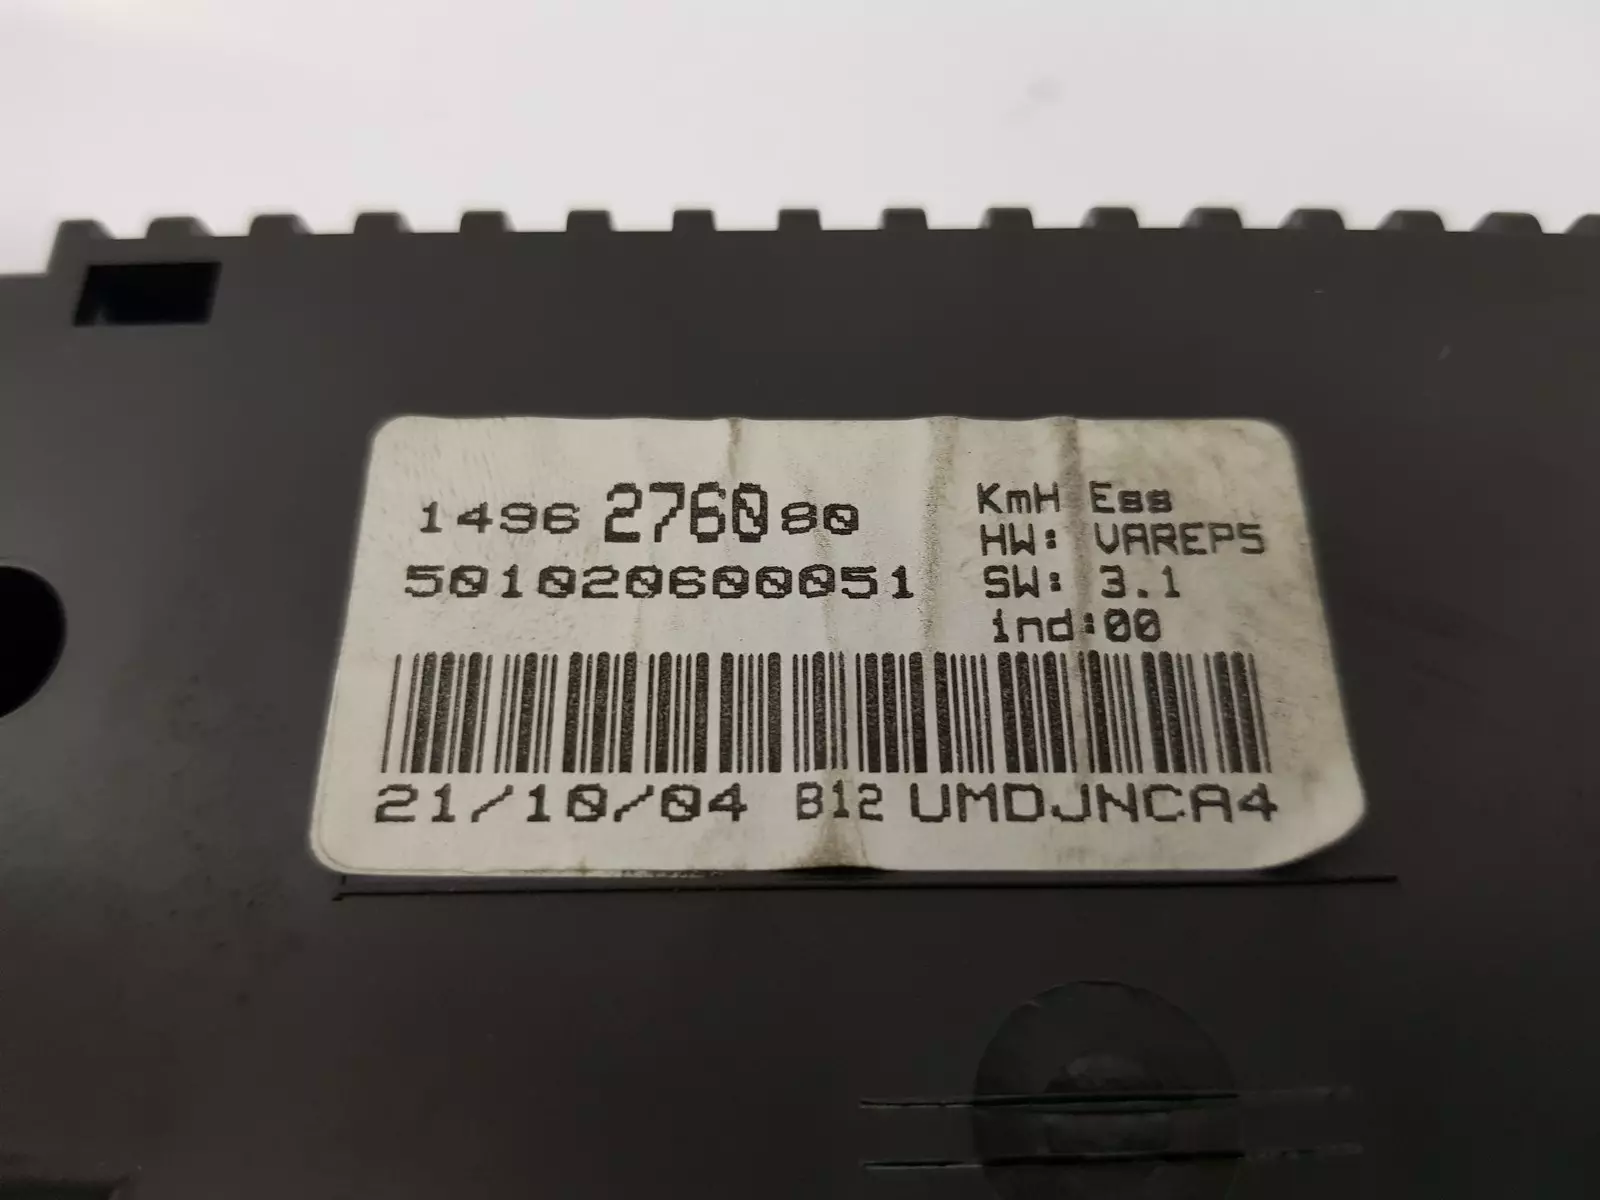 1496 2760 80
501020600051
KmH Ess
HW: VAREP5
SW: 3.1
ind:00
21/10/04 B12 UMDJNCA4